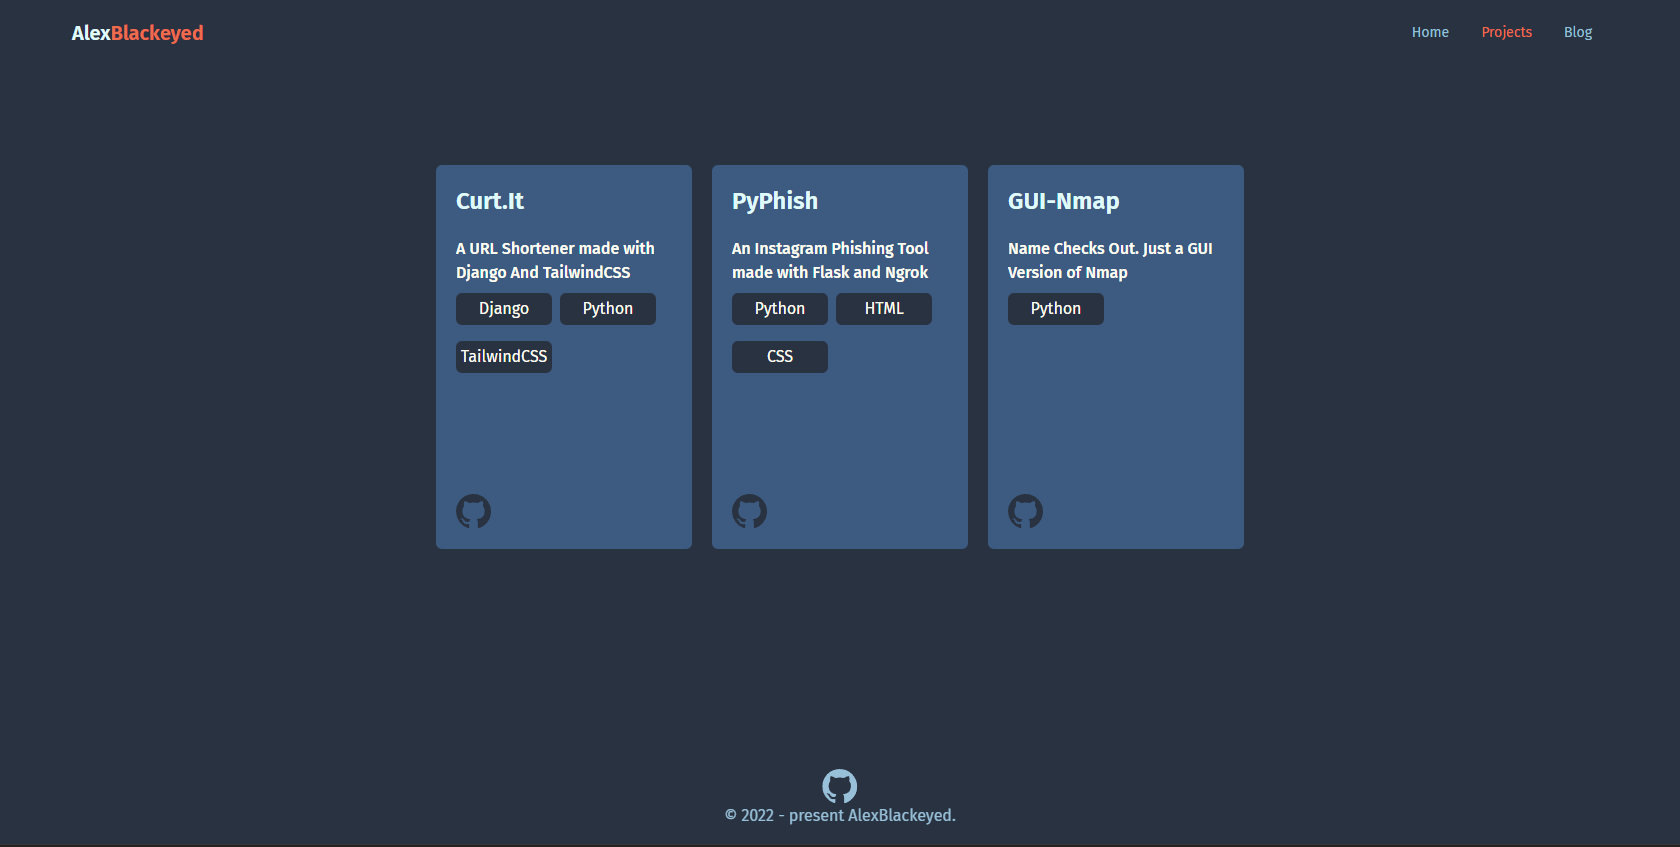 AlexBlackeyed
Home Projects Blog
Curt.It
A URL Shortener made with
Django And TailwindCSS
Django Python
TailwindCSS
PyPhish
An Instagram Phishing Tool
made with Flask and Ngrok
Python HTML
CSS
GUI-Nmap
Name Checks Out. Just a GUI
Version of Nmap
Python
© 2022 - present AlexBlackeyed.